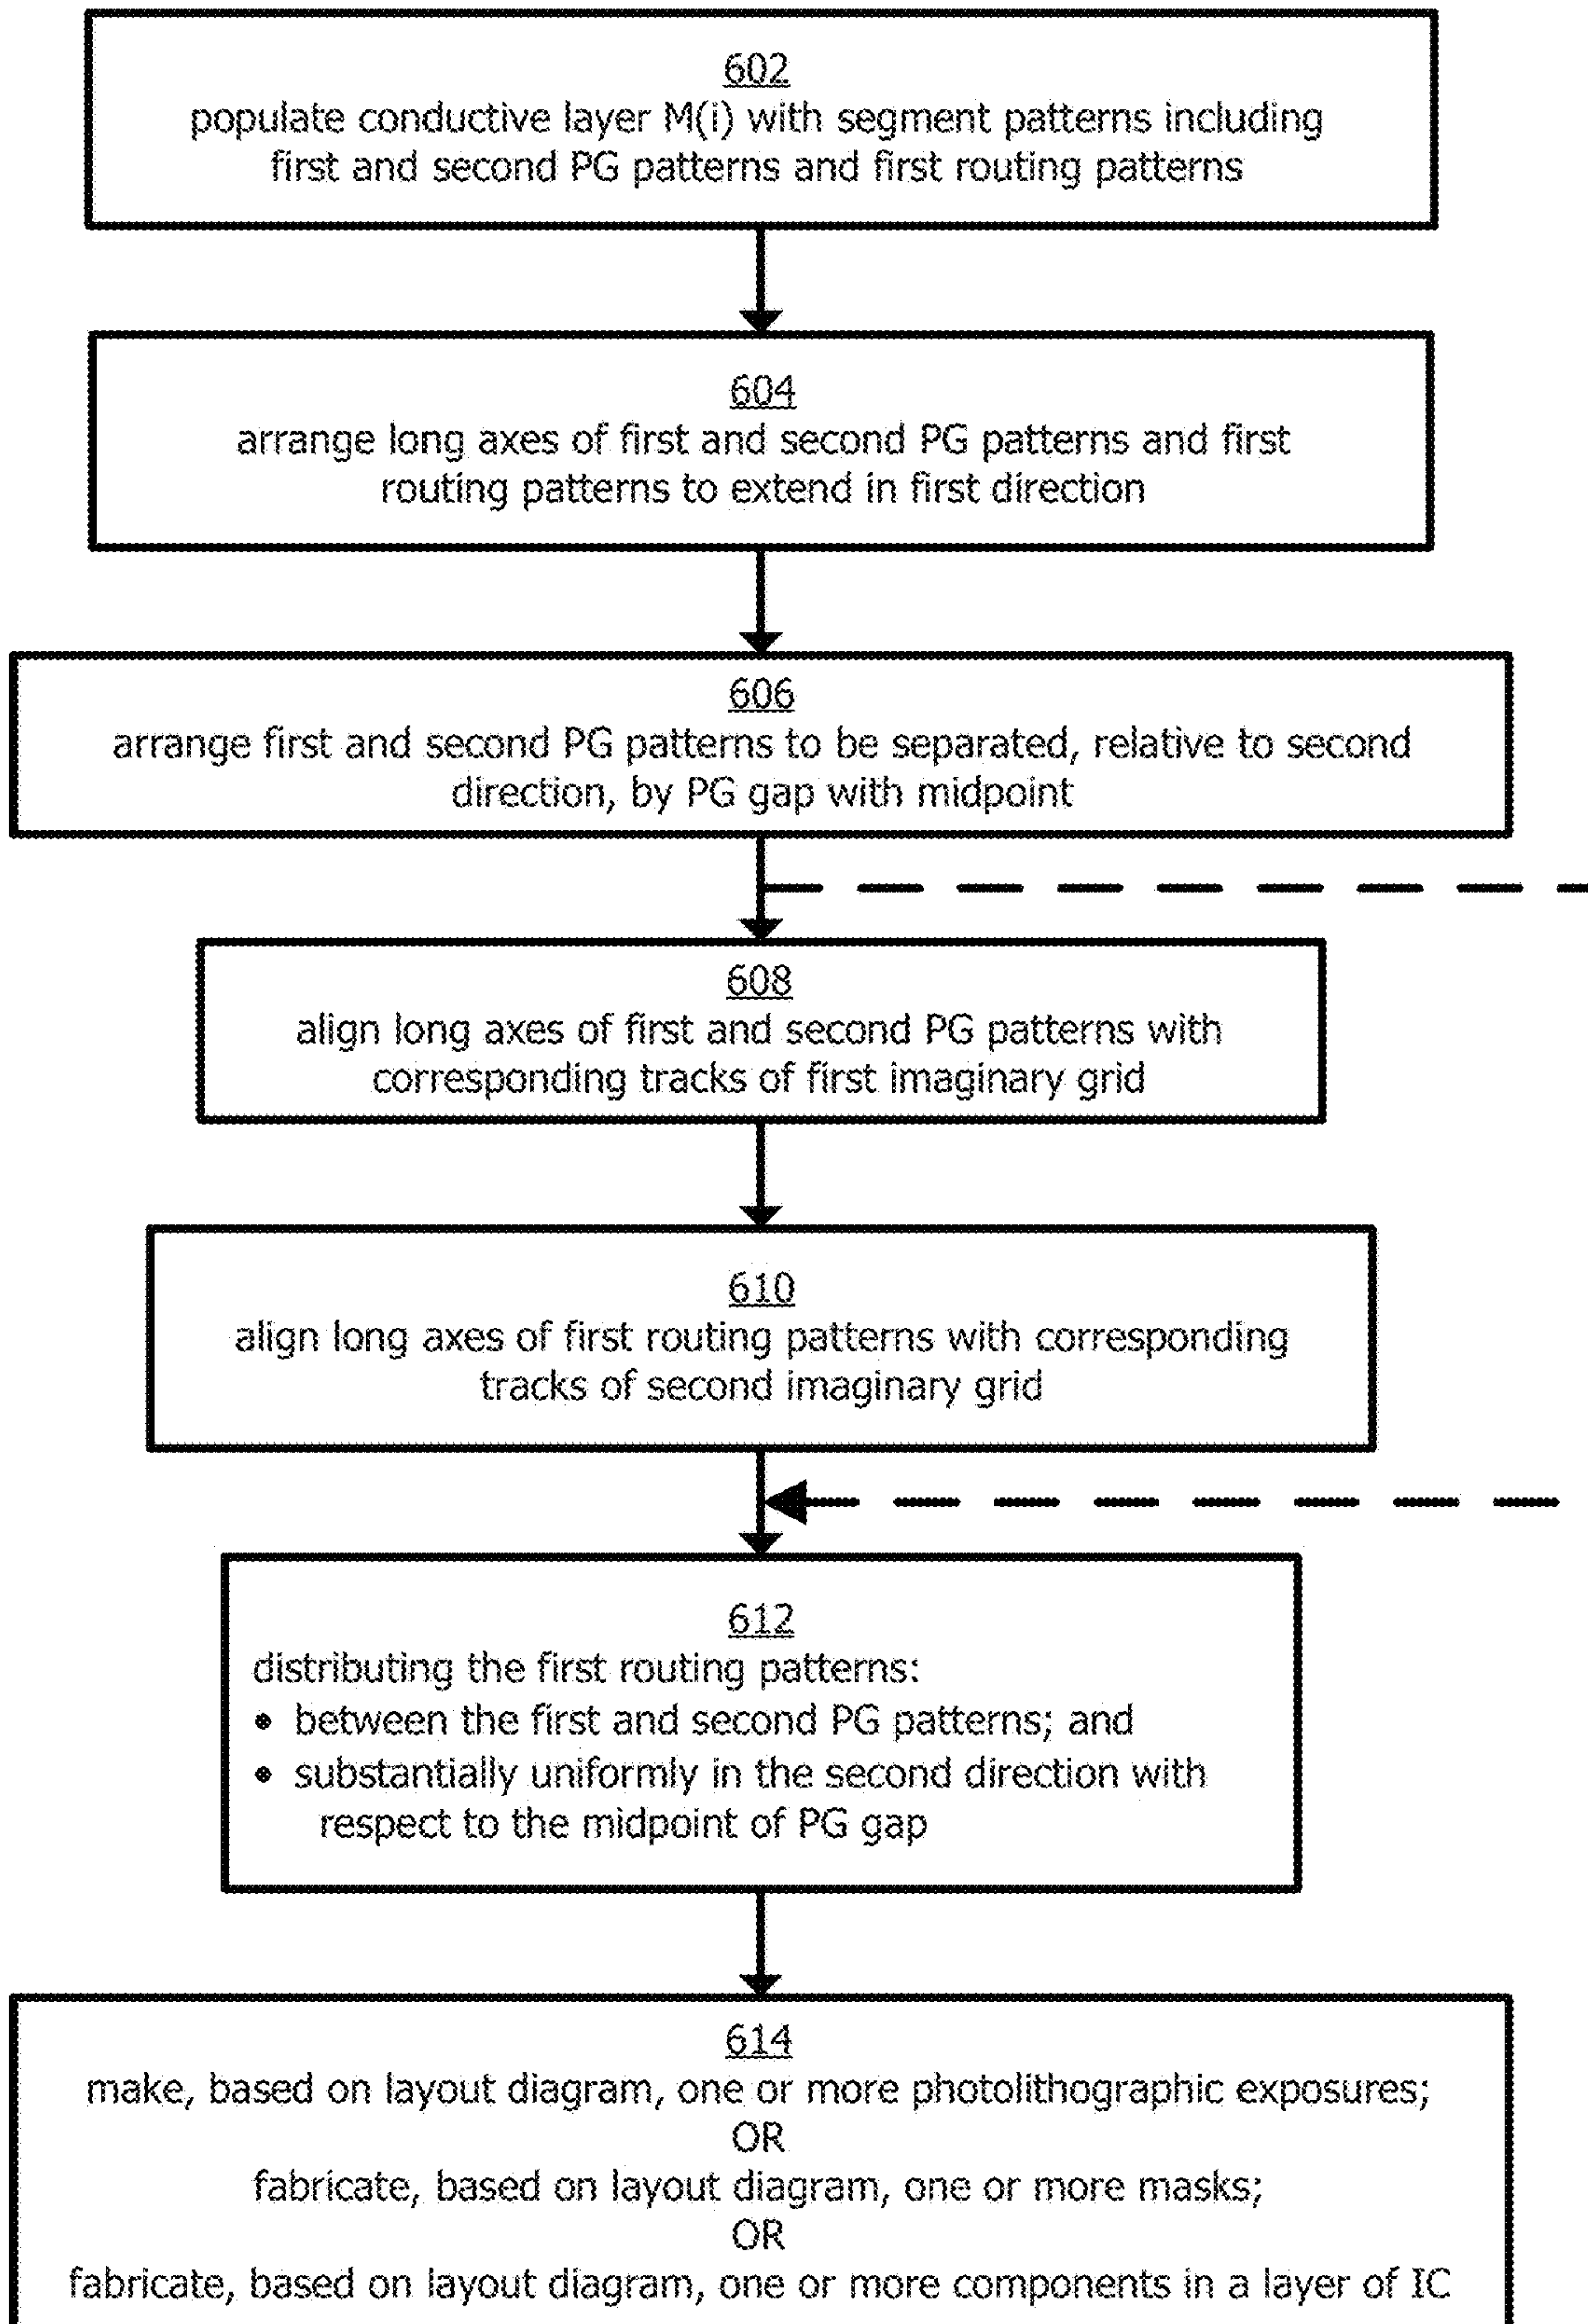 602
populate conductive layer M(i) with segment patterns including
first and second PG patterns and first routing patterns
604
arrange long axes of first and second PG patterns and first
routing patterns to extend in first direction
606
arrange first and second PG patterns to be separated, relative to second
direction, by PG gap with midpoint
608
align long axes of first and second PG patterns with
corresponding tracks of first imaginary grid
610
align long axes of first routing patterns with corresponding
tracks of second imaginary grid
612
distributing the first routing patterns:
• between the first and second PG patterns; and
• substantially uniformly in the second direction with
respect to the midpoint of PG gap
614
make, based on layout diagram, one or more photolithographic exposures;
OR
fabricate, based on layout diagram, one or more masks;
OR
fabricate, based on layout diagram, one or more components in a layer of IC